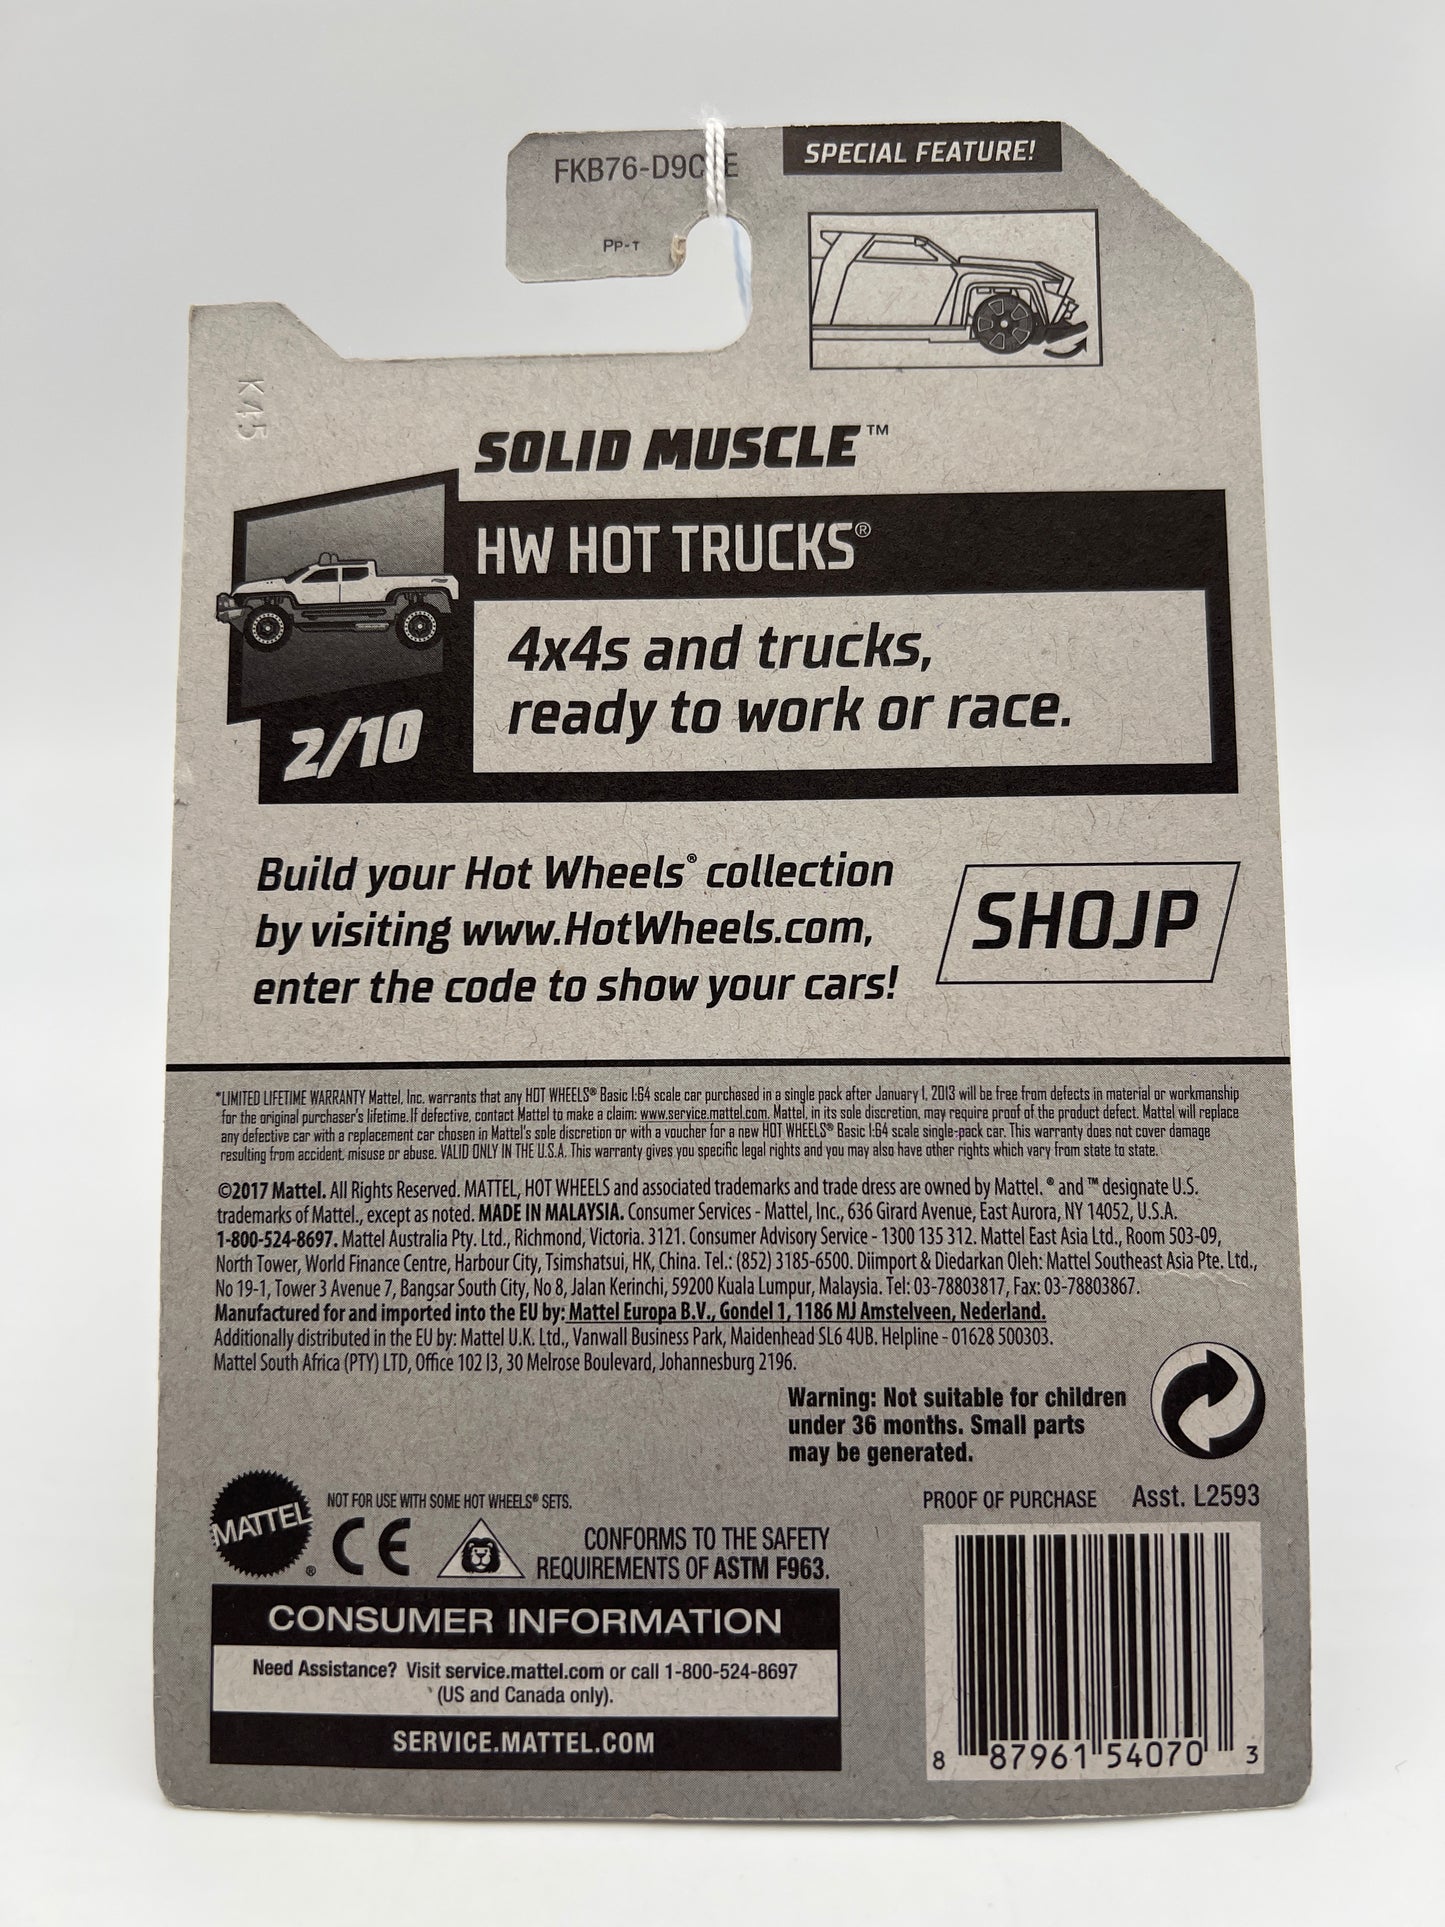 SPECIAL FEATURE!
PP-T
K45
SOLID MUSCLE™
HW HOT TRUCKS®
4x4s and trucks,
ready to work or race.
2/10
Build your Hot Wheels® collection
by visiting www.HotWheels.com,
enter the code to show your cars!
SHOJP
*LIMITED LIFETIME WARRANTY Mattel, Inc. warrants that any HOT WHEELS® Basic 1:64 scale car purchased in a single pack after January 1, 2013 will be free from defects in material or workmanship
for the original purchaser's lifetime. If defective, contact Mattel to make a claim: www.service.mattel.com. Mattel, in its sole discretion, may require proof of the product defect. Mattel will replace
any defective car with a replacement car chosen in Mattel's sole discretion or with a voucher for a new HOT WHEELS® Basic 1:64 scale single-pack car. This warranty does not cover damage
resulting from accident, misuse or abuse. VALID ONLY IN THE U.S.A. This warranty gives you specific legal rights and you may also have other rights which vary from state to state.
©2017 Mattel. All Rights Reserved. MATTEL, HOT WHEELS and associated trademarks and trade dress are owned by Mattel. ® and ™ designate U.S.
trademarks of Mattel., except as noted. MADE IN MALAYSIA. Consumer Services - Mattel, Inc., 636 Girard Avenue, East Aurora, NY 14052, U.S.A.
1-800-524-8697. Mattel Australia Pty. Ltd., Richmond, Victoria. 3121. Consumer Advisory Service - 1300 135 312. Mattel East Asia Ltd., Room 503-09,
North Tower, World Finance Centre, Harbour City, Tsimshatsui, HK, China. Tel.: (852) 3185-6500. Diimport & Diedarkan Oleh: Mattel Southeast Asia Pte. Ltd.,
No 19-1, Tower 3 Avenue 7, Bangsar South City, No 8, Jalan Kerinchi, 59200 Kuala Lumpur, Malaysia. Tel: 03-78803817, Fax: 03-78803867.
Manufactured for and imported into the EU by: Mattel Europa B.V., Gondel 1, 1186 MJ Amstelveen, Nederland.
Additionally distributed in the EU by: Mattel U.K. Ltd., Vanwall Business Park, Maidenhead SL6 4UB. Helpline - 01628 500303.
Mattel South Africa (PTY) LTD, Office 102 I3, 30 Melrose Boulevard, Johannesburg 2196.
Warning: Not suitable for children
under 36 months. Small parts
may be generated.
MATTEL®
NOT FOR USE WITH SOME HOT WHEELS® SETS.
CE
CONFORMS TO THE SAFETY
REQUIREMENTS OF ASTM F963.
PROOF OF PURCHASE Asst. L2593
CONSUMER INFORMATION
Need Assistance? Visit service.mattel.com or call 1-800-524-8697
(US and Canada only).
SERVICE.MATTEL.COM
8 87961 54070 3